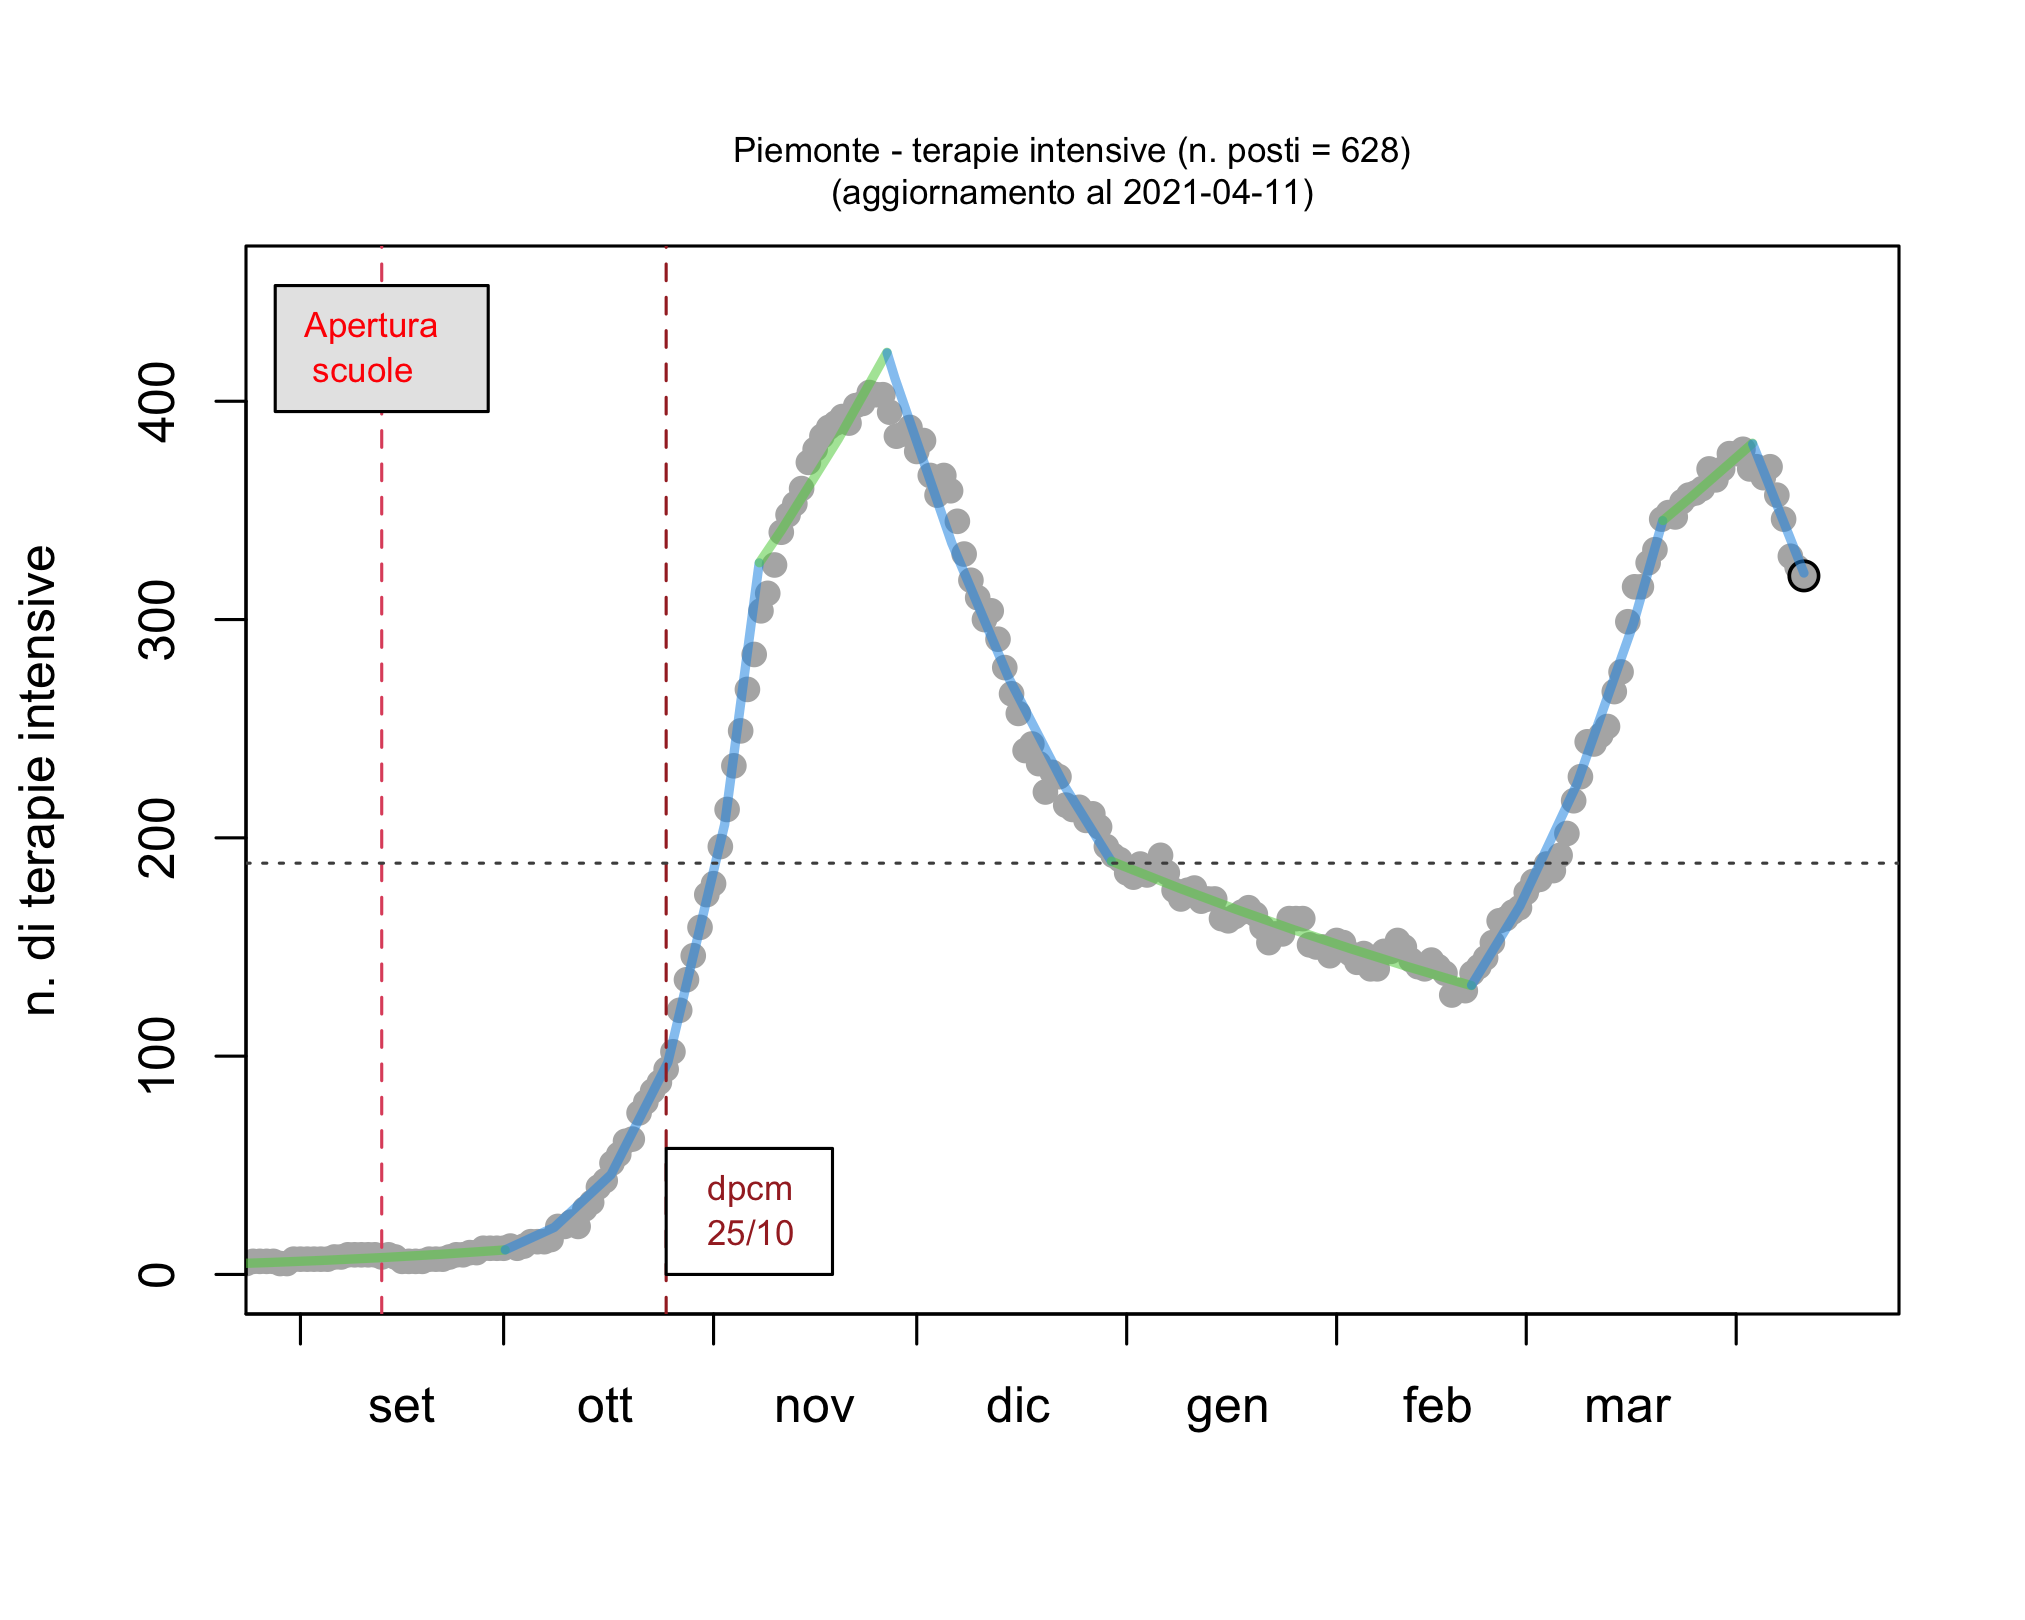 Piemonte - terapie intensive (n. posti = 628)
(aggiornamento al 2021-04-11)
Apertura
scuole
n. di terapie intensive
400
300
200
100
0
dpcm
25/10
set ott nov dic gen feb mar